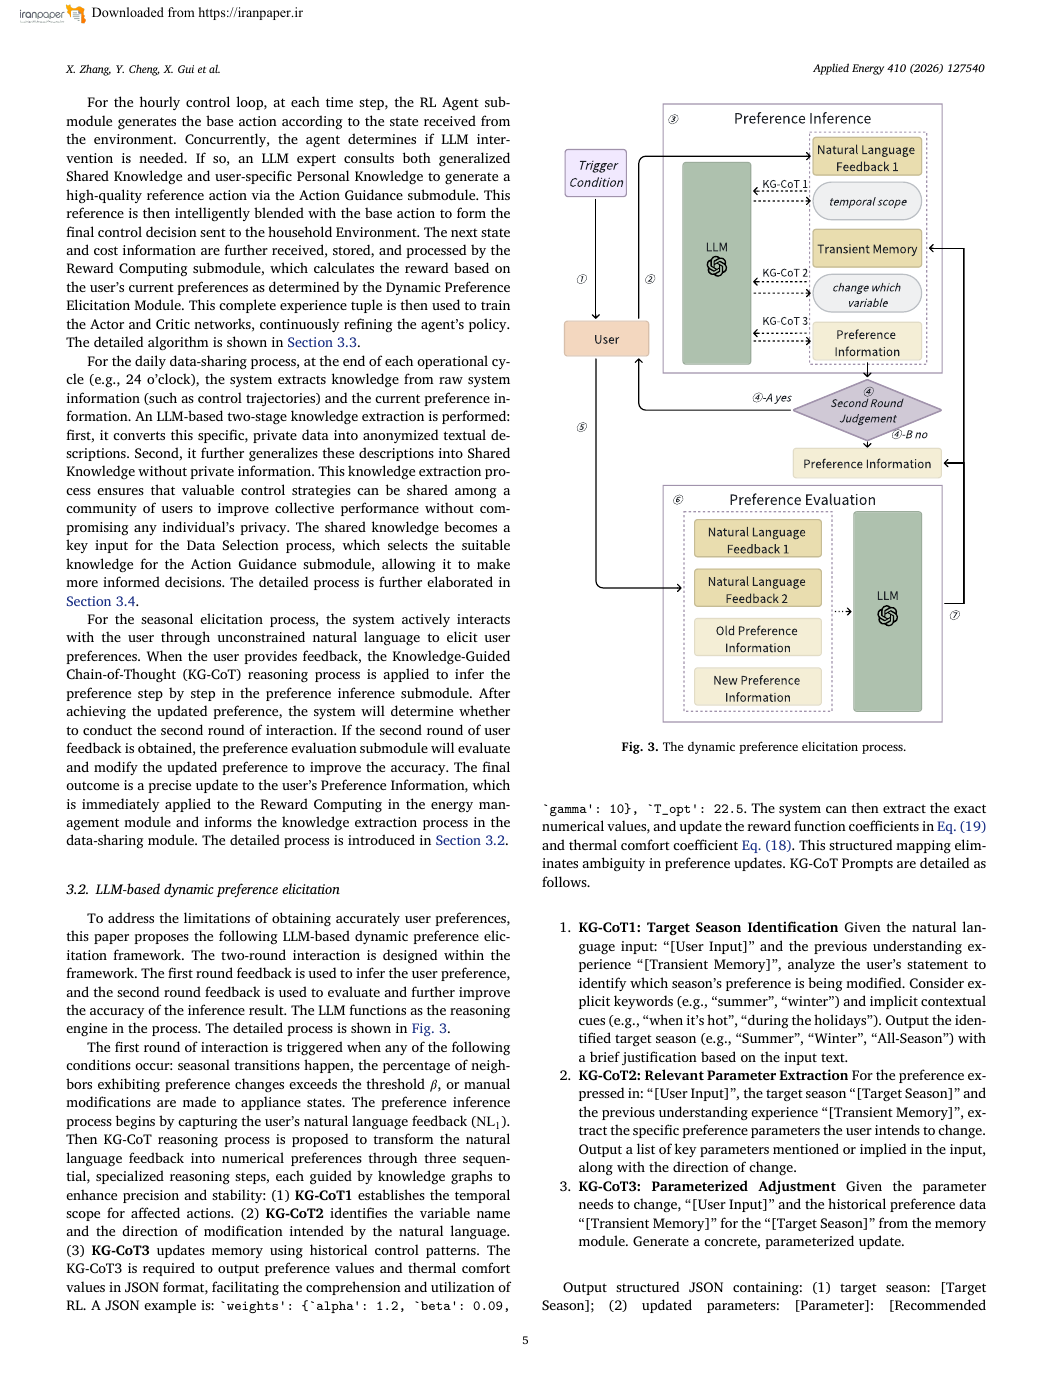 iranpaper Downloaded from https://iranpaper.ir
X. Zhang, Y. Cheng, X. Gui et al.
Applied Energy 410 (2026) 127540
For the hourly control loop, at each time step, the RL Agent sub-
module generates the base action according to the state received from
the environment. Concurrently, the agent determines if LLM inter-
vention is needed. If so, an LLM expert consults both generalized
Shared Knowledge and user-specific Personal Knowledge to generate a
high-quality reference action via the Action Guidance submodule. This
reference is then intelligently blended with the base action to form the
final control decision sent to the household Environment. The next state
and cost information are further received, stored, and processed by the
Reward Computing submodule, which calculates the reward based on
the user's current preferences as determined by the Dynamic Preference
Elicitation Module. This complete experience tuple is then used to train
the Actor and Critic networks, continuously refining the agent's policy.
The detailed algorithm is shown in Section 3.3.
For the daily data-sharing process, at the end of each operational cy-
cle (e.g., 24 o'clock), the system extracts knowledge from raw system
information (such as control trajectories) and the current preference in-
formation. An LLM-based two-stage knowledge extraction is performed:
first, it converts this specific, private data into anonymized textual de-
scriptions. Second, it further generalizes these descriptions into Shared
Knowledge without private information. This knowledge extraction pro-
cess ensures that valuable control strategies can be shared among a
community of users to improve collective performance without com-
promising any individual's privacy. The shared knowledge becomes a
key input for the Data Selection process, which selects the suitable
knowledge for the Action Guidance submodule, allowing it to make
more informed decisions. The detailed process is further elaborated in
Section 3.4.
For the seasonal elicitation process, the system actively interacts
with the user through unconstrained natural language to elicit user
preferences. When the user provides feedback, the Knowledge-Guided
Chain-of-Thought (KG-CoT) reasoning process is applied to infer the
preference step by step in the preference inference submodule. After
achieving the updated preference, the system will determine whether
to conduct the second round of interaction. If the second round of user
feedback is obtained, the preference evaluation submodule will evaluate
and modify the updated preference to improve the accuracy. The final
outcome is a precise update to the user's Preference Information, which
is immediately applied to the Reward Computing in the energy man-
agement module and informs the knowledge extraction process in the
data-sharing module. The detailed process is introduced in Section 3.2.
3.2. LLM-based dynamic preference elicitation
To address the limitations of obtaining accurately user preferences,
this paper proposes the following LLM-based dynamic preference elic-
itation framework. The two-round interaction is designed within the
framework. The first round feedback is used to infer the user preference,
and the second round feedback is used to evaluate and further improve
the accuracy of the inference result. The LLM functions as the reasoning
engine in the process. The detailed process is shown in Fig. 3.
The first round of interaction is triggered when any of the following
conditions occur: seasonal transitions happen, the percentage of neigh-
bors exhibiting preference changes exceeds the threshold β, or manual
modifications are made to appliance states. The preference inference
process begins by capturing the user's natural language feedback (NL₁).
Then KG-CoT reasoning process is proposed to transform the natural
language feedback into numerical preferences through three sequen-
tial, specialized reasoning steps, each guided by knowledge graphs to
enhance precision and stability: (1) KG-CoT1 establishes the temporal
scope for affected actions. (2) KG-CoT2 identifies the variable name
and the direction of modification intended by the natural language.
(3) KG-CoT3 updates memory using historical control patterns. The
KG-CoT3 is required to output preference values and thermal comfort
values in JSON format, facilitating the comprehension and utilization of
RL. A JSON example is: `weights': {`alpha': 1.2, `beta': 0.09,
③ Preference Inference
Trigger
Condition
Natural Language
Feedback 1
KG-CoT 1
temporal scope
LLM
Transient Memory
KG-CoT 2
change which
variable
KG-CoT 3
Preference
Information
①
②
User
④
Second Round
Judgement
④-A yes
④-B no
Preference Information
⑤
⑥ Preference Evaluation
Natural Language
Feedback 1
Natural Language
Feedback 2
Old Preference
Information
New Preference
Information
LLM
⑦
Fig. 3. The dynamic preference elicitation process.
`gamma': 10}, `T_opt': 22.5. The system can then extract the exact
numerical values, and update the reward function coefficients in Eq. (19)
and thermal comfort coefficient Eq. (18). This structured mapping elim-
inates ambiguity in preference updates. KG-CoT Prompts are detailed as
follows.
1. KG-CoT1: Target Season Identification Given the natural lan-
guage input: “[User Input]” and the previous understanding ex-
perience “[Transient Memory]”, analyze the user's statement to
identify which season's preference is being modified. Consider ex-
plicit keywords (e.g., “summer”, “winter”) and implicit contextual
cues (e.g., “when it's hot”, “during the holidays”). Output the iden-
tified target season (e.g., “Summer”, “Winter”, “All-Season”) with
a brief justification based on the input text.
2. KG-CoT2: Relevant Parameter Extraction For the preference ex-
pressed in: “[User Input]”, the target season “[Target Season]” and
the previous understanding experience “[Transient Memory]”, ex-
tract the specific preference parameters the user intends to change.
Output a list of key parameters mentioned or implied in the input,
along with the direction of change.
3. KG-CoT3: Parameterized Adjustment Given the parameter
needs to change, “[User Input]” and the historical preference data
“[Transient Memory]” for the “[Target Season]” from the memory
module. Generate a concrete, parameterized update.
Output structured JSON containing: (1) target season: [Target
Season]; (2) updated parameters: [Parameter]: [Recommended
5